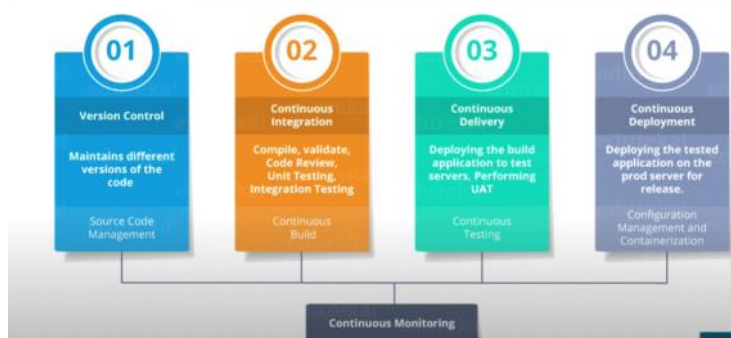 01
Version Control
Maintains different
versions of the
code
Source Code
Management
02
Continuous
Integration
Compile, validate,
Code Review,
Unit Testing,
Integration Testing
Continuous
Build
03
Continuous
Delivery
Deploying the build
application to test
servers, Performing
UAT
Continuous
Testing
04
Continuous
Deployment
Deploying the tested
application on the
prod server for
release.
Configuration
Management and
Containerization
Continuous Monitoring